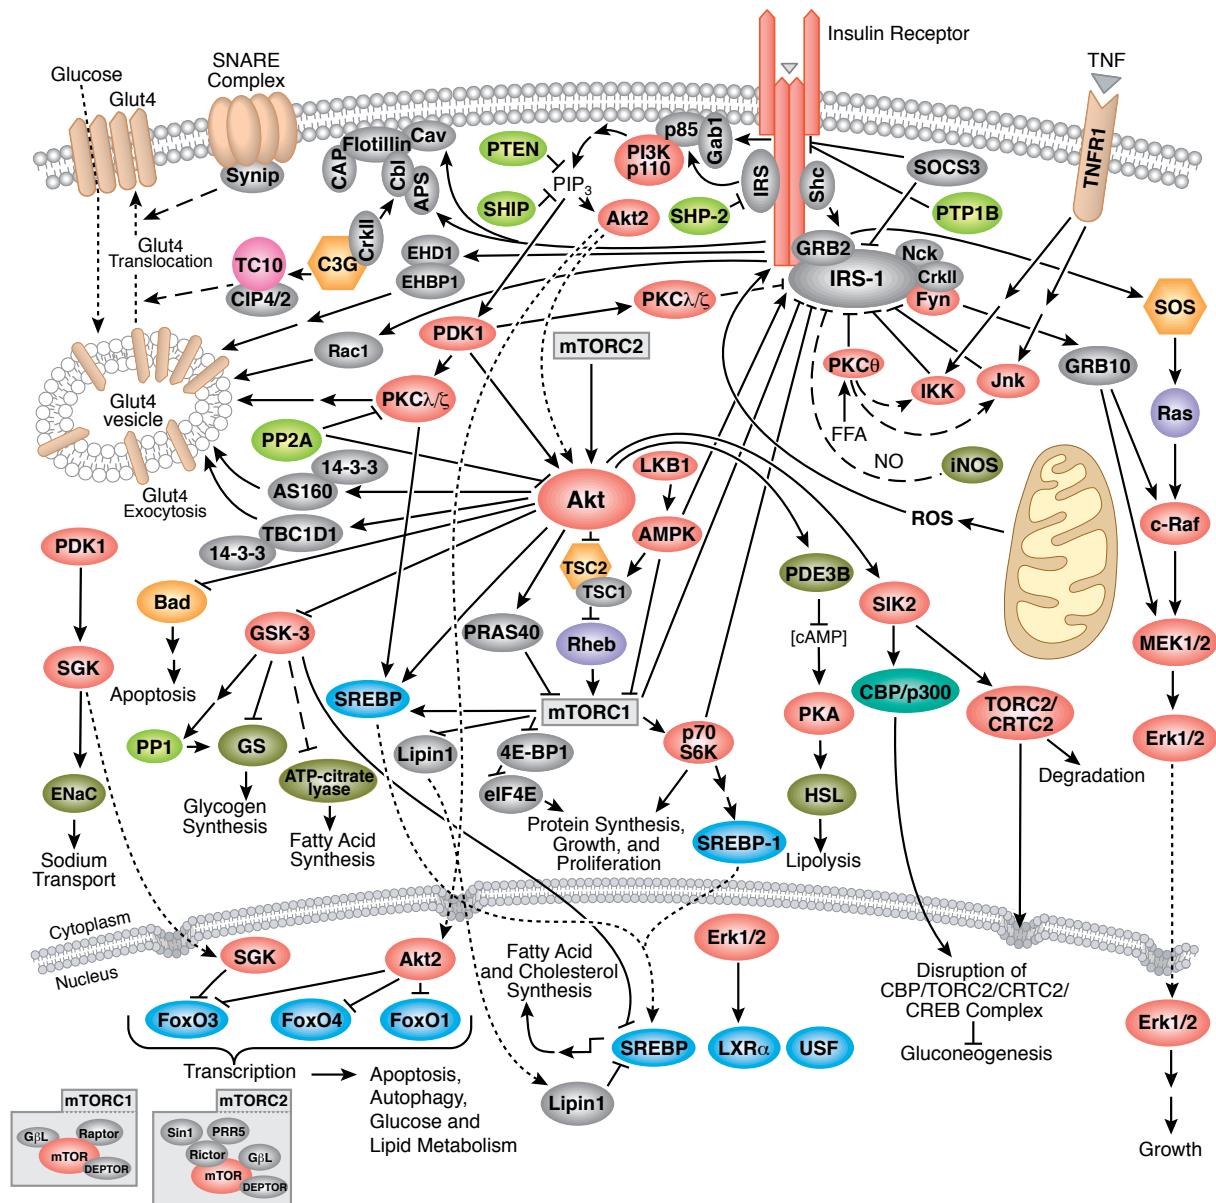 Insulin Receptor
SNARE
Complex
Glucose
Glut4
TNF
TNFR1
Cav
Flotillin
CAP
Cbl
APS
Synip
PTEN
p85
Gab1
PI3K
p110
PIP3
IRS
Shc
SOCS3
SHIP
Akt2
SHP-2
PTP1B
CrkII
Glut4
Translocation
TC10
C3G
CIP4/2
EHD1
EHBP1
GRB2
Nck
IRS-1
CrkII
Fyn
SOS
PKCλ/ζ
PDK1
Rac1
mTORC2
PKCθ
IKK
Jnk
GRB10
Ras
Glut4
vesicle
PKCλ/ζ
PP2A
FFA
NO
iNOS
14-3-3
AS160
LKB1
Glut4
Exocytosis
Akt
TBC1D1
14-3-3
AMPK
ROS
c-Raf
PDK1
TSC2
TSC1
PDE3B
Bad
SIK2
GSK-3
PRAS40
Rheb
[cAMP]
MEK1/2
SGK
Apoptosis
SREBP
CBP/p300
mTORC1
PKA
TORC2/
CRTC2
PP1
GS
Lipin1
4E-BP1
p70
S6K
Erk1/2
ATP-citrate
lyase
Degradation
ENaC
eIF4E
HSL
Glycogen
Synthesis
Protein Synthesis,
Growth, and
Proliferation
SREBP-1
Fatty Acid
Synthesis
Lipolysis
Sodium
Transport
Cytoplasm
Nucleus
SGK
Akt2
Erk1/2
Fatty Acid
and Cholesterol
Synthesis
Disruption of
CBP/TORC2/CRTC2/
CREB Complex
FoxO3
FoxO4
FoxO1
Erk1/2
SREBP
LXRα
USF
Gluconeogenesis
Transcription
Apoptosis,
Autophagy,
Glucose and
Lipid Metabolism
Lipin1
Growth
mTORC1
GβL
Raptor
mTOR
DEPTOR
mTORC2
Sin1
PRR5
Rictor
GβL
mTOR
DEPTOR